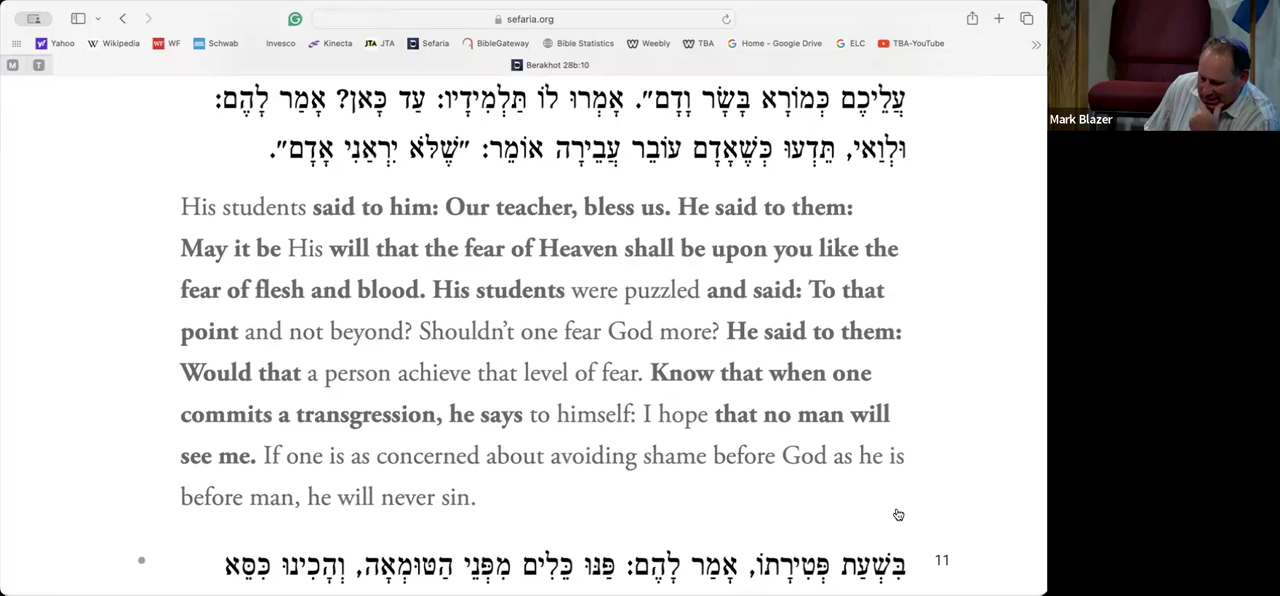 sefaria.org
Yahoo Wikipedia WF WF Schwab Invesco Kinecta JTA JTA Sefaria BibleGateway Bible Statistics Weebly TBA Home - Google Drive ELC TBA-YouTube
M T Berakhot 28b:10
Mark Blazer
עֲלֵיכֶם כְּמוֹרָא בָּשָׂר וָדָם״. אָמְרוּ לוֹ תַּלְמִידָיו: עַד כָּאן? אָמַר לָהֶם:
וּלְוַאי, תֵּדְעוּ כְּשֶׁאָדָם עוֹבֵר עֲבֵירָה אוֹמֵר: ״שֶׁלֹּא יִרְאַנִי אָדָם״.
His students said to him: Our teacher, bless us. He said to them:
May it be His will that the fear of Heaven shall be upon you like the
fear of flesh and blood. His students were puzzled and said: To that
point and not beyond? Shouldn’t one fear God more? He said to them:
Would that a person achieve that level of fear. Know that when one
commits a transgression, he says to himself: I hope that no man will
see me. If one is as concerned about avoiding shame before God as he is
before man, he will never sin.
בִּשְׁעַת פְּטִירָתוֹ, אָמַר לָהֶם: פַּנּוּ כֵּלִים מִפְּנֵי הַטּוּמְאָה, וְהָכִינוּ כִּסֵּא
11